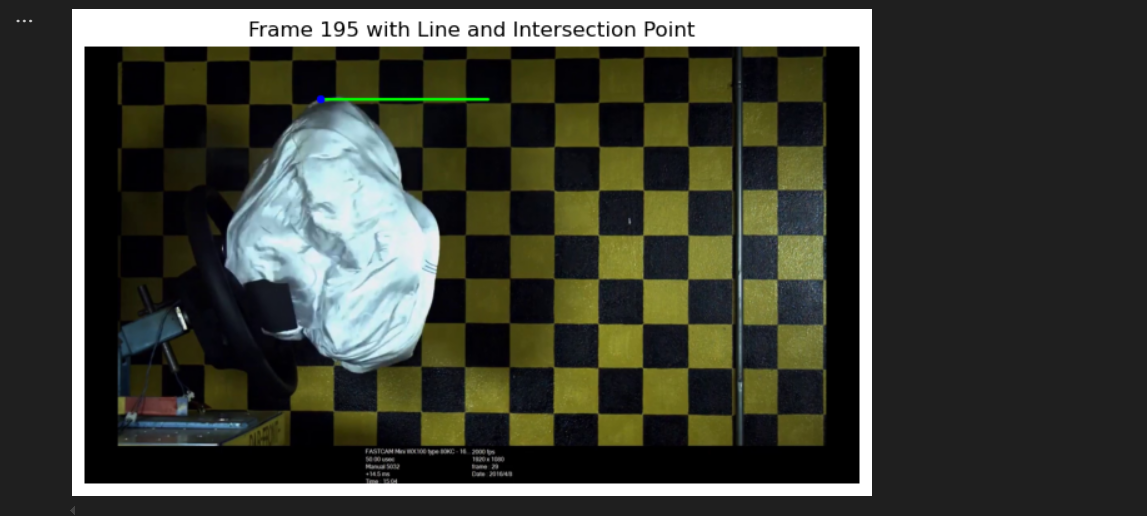 ...
Frame 195 with Line and Intersection Point
FASTCAM Mini WX100 type 80KC - 16... 2000 fps
50.00 usec 1920 x 1080
Manual 5032 frame : 29
+14.5 ms Date : 2016/4/9
Time : 15:04